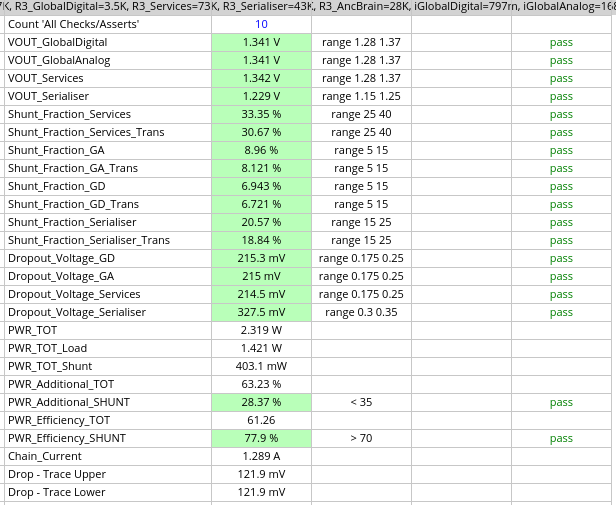 K, R3_GlobalDigital=3.5K, R3_Services=73K, R3_Serialiser=43K, R3_AncBrain=28K, iGlobalDigital=797m, iGlobalAnalog=168
Count 'All Checks/Asserts' 10
VOUT_GlobalDigital 1.341 V range 1.28 1.37 pass
VOUT_GlobalAnalog 1.341 V range 1.28 1.37 pass
VOUT_Services 1.342 V range 1.28 1.37 pass
VOUT_Serialiser 1.229 V range 1.15 1.25 pass
Shunt_Fraction_Services 33.35 % range 25 40 pass
Shunt_Fraction_Services_Trans 30.67 % range 25 40 pass
Shunt_Fraction_GA 8.96 % range 5 15 pass
Shunt_Fraction_GA_Trans 8.121 % range 5 15 pass
Shunt_Fraction_GD 6.943 % range 5 15 pass
Shunt_Fraction_GD_Trans 6.721 % range 5 15 pass
Shunt_Fraction_Serialiser 20.57 % range 15 25 pass
Shunt_Fraction_Serialiser_Trans 18.84 % range 15 25 pass
Dropout_Voltage_GD 215.3 mV range 0.175 0.25 pass
Dropout_Voltage_GA 215 mV range 0.175 0.25 pass
Dropout_Voltage_Services 214.5 mV range 0.175 0.25 pass
Dropout_Voltage_Serialiser 327.5 mV range 0.3 0.35 pass
PWR_TOT 2.319 W
PWR_TOT_Load 1.421 W
PWR_TOT_Shunt 403.1 mW
PWR_Additional_TOT 63.23 %
PWR_Additional_SHUNT 28.37 % < 35 pass
PWR_Efficiency_TOT 61.26
PWR_Efficiency_SHUNT 77.9 % > 70 pass
Chain_Current 1.289 A
Drop - Trace Upper 121.9 mV
Drop - Trace Lower 121.9 mV